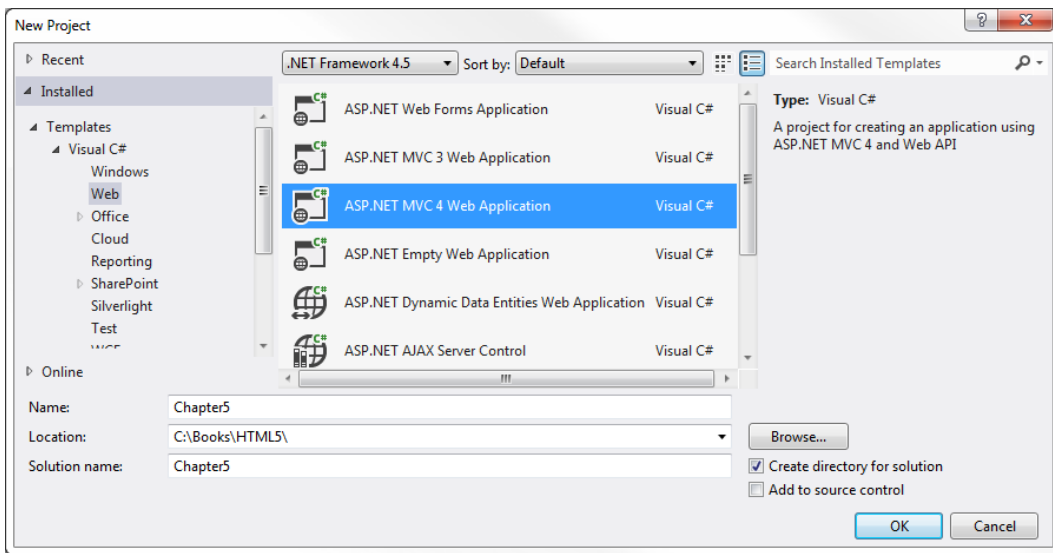 New Project
Recent
Installed
Templates
Visual C#
Windows
Web
Office
Cloud
Reporting
SharePoint
Silverlight
Test
Online
.NET Framework 4.5
Sort by:
Default
C# ASP.NET Web Forms Application Visual C#
C# ASP.NET MVC 3 Web Application Visual C#
C# ASP.NET MVC 4 Web Application Visual C#
C# ASP.NET Empty Web Application Visual C#
C# ASP.NET Dynamic Data Entities Web Application Visual C#
C# ASP.NET AJAX Server Control Visual C#
Search Installed Templates
Type: Visual C#
A project for creating an application using
ASP.NET MVC 4 and Web API
Name: Chapter5
Location: C:\Books\HTML5\
Browse...
Solution name: Chapter5
Create directory for solution
Add to source control
OK
Cancel